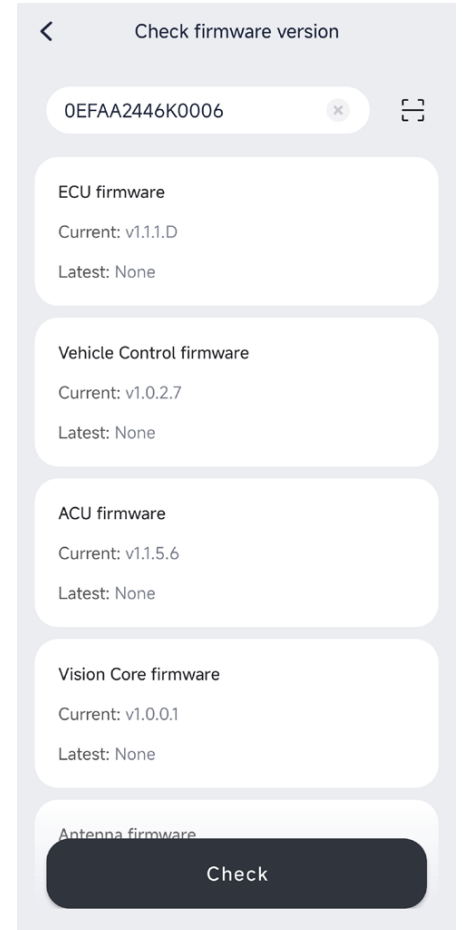 Check firmware version
0EFAA2446K0006
ECU firmware
Current: v1.1.1.D
Latest: None
Vehicle Control firmware
Current: v1.0.2.7
Latest: None
ACU firmware
Current: v1.1.5.6
Latest: None
Vision Core firmware
Current: v1.0.0.1
Latest: None
Antenna firmware
Check